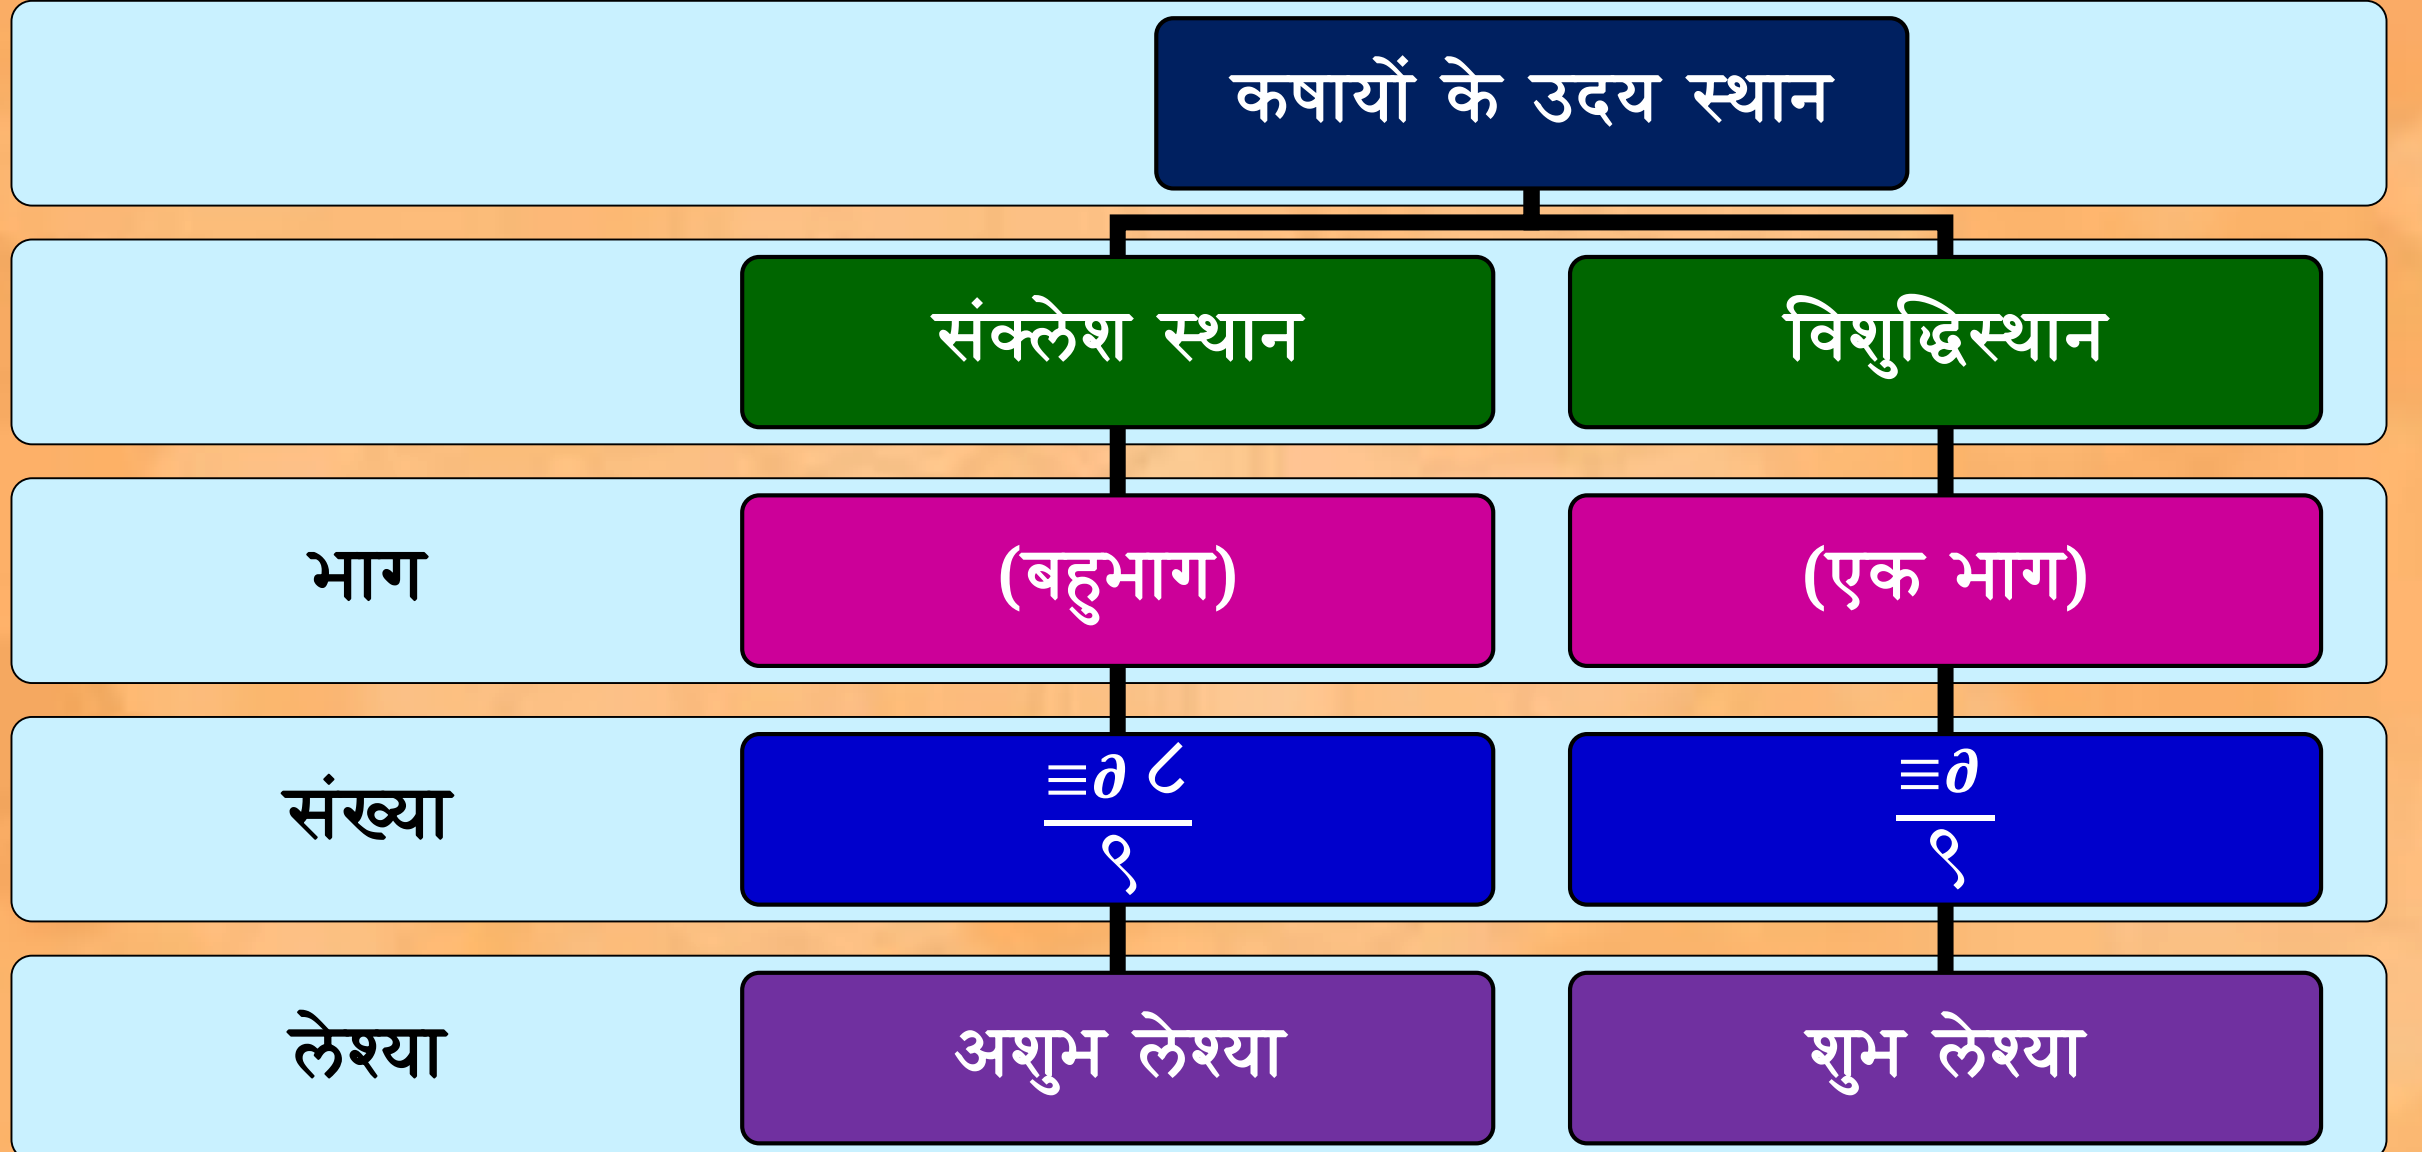 कषायों के उदय स्थान
संक्लेश स्थान
विशुद्धिस्थान
भाग
(बहुभाग)
(एक भाग)
संख्या
≡∂ ८
९
≡∂
९
लेश्या
अशुभ लेश्या
शुभ लेश्या